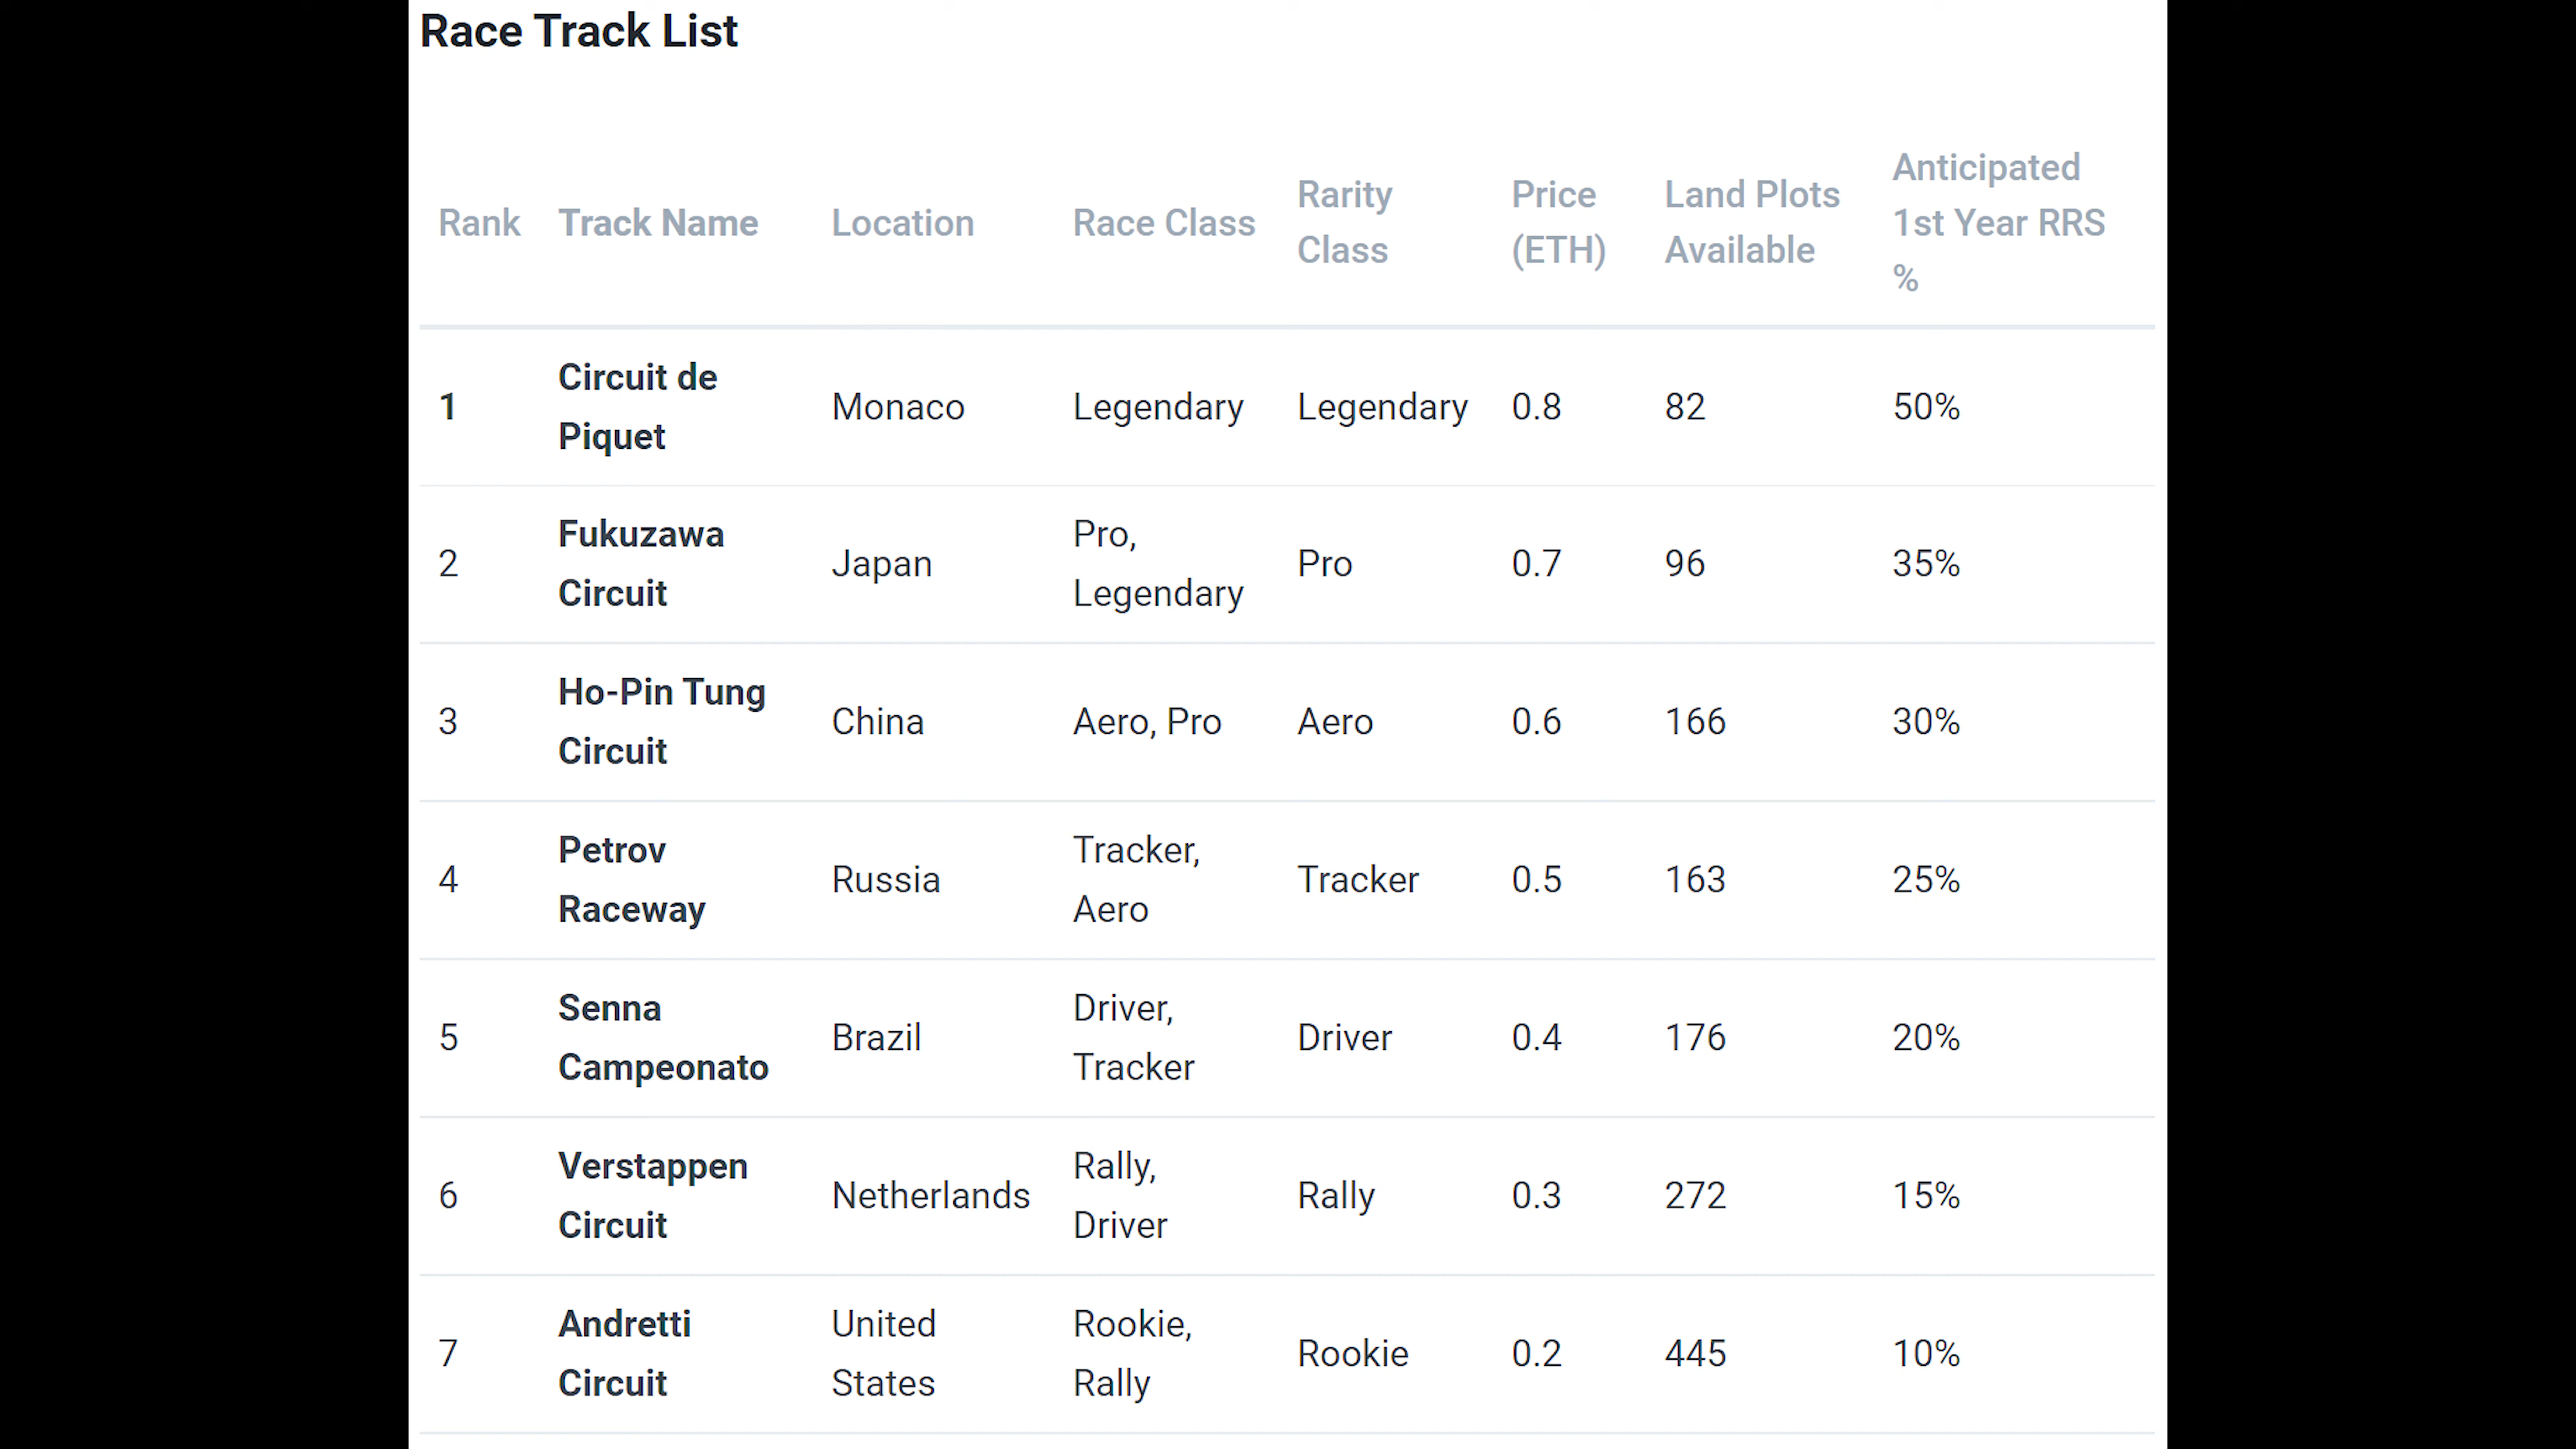 Race Track List
Rank Track Name Location Race Class Rarity Class Price (ETH) Land Plots Available Anticipated 1st Year RRS %
1 Circuit de Piquet Monaco Legendary Legendary 0.8 82 50%
2 Fukuzawa Circuit Japan Pro, Legendary Pro 0.7 96 35%
3 Ho-Pin Tung Circuit China Aero, Pro Aero 0.6 166 30%
4 Petrov Raceway Russia Tracker, Aero Tracker 0.5 163 25%
5 Senna Campeonato Brazil Driver, Tracker Driver 0.4 176 20%
6 Verstappen Circuit Netherlands Rally, Driver Rally 0.3 272 15%
7 Andretti Circuit United States Rookie, Rally Rookie 0.2 445 10%